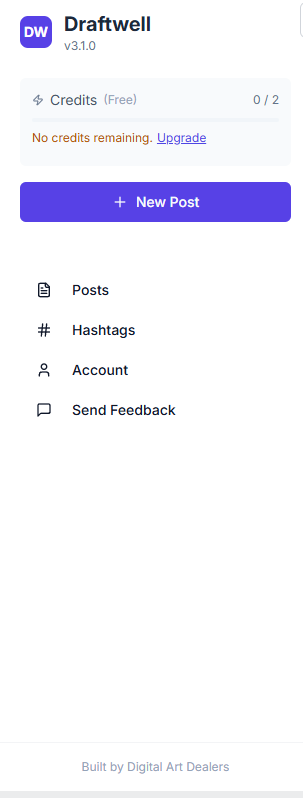 DW
Draftwell
v3.1.0
Credits (Free) 0 / 2
No credits remaining. Upgrade
+ New Post
Posts
# Hashtags
Account
Send Feedback
Built by Digital Art Dealers